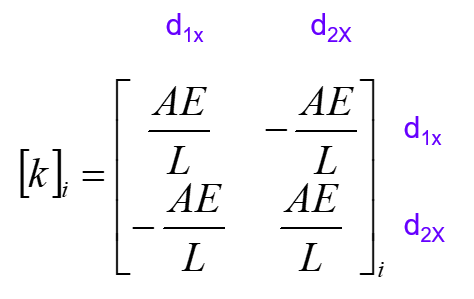 d₁ₓ d₂X
[k]ᵢ = [ AE/L − AE/L ] d₁ₓ
[ − AE/L AE/L ]ᵢ d₂X